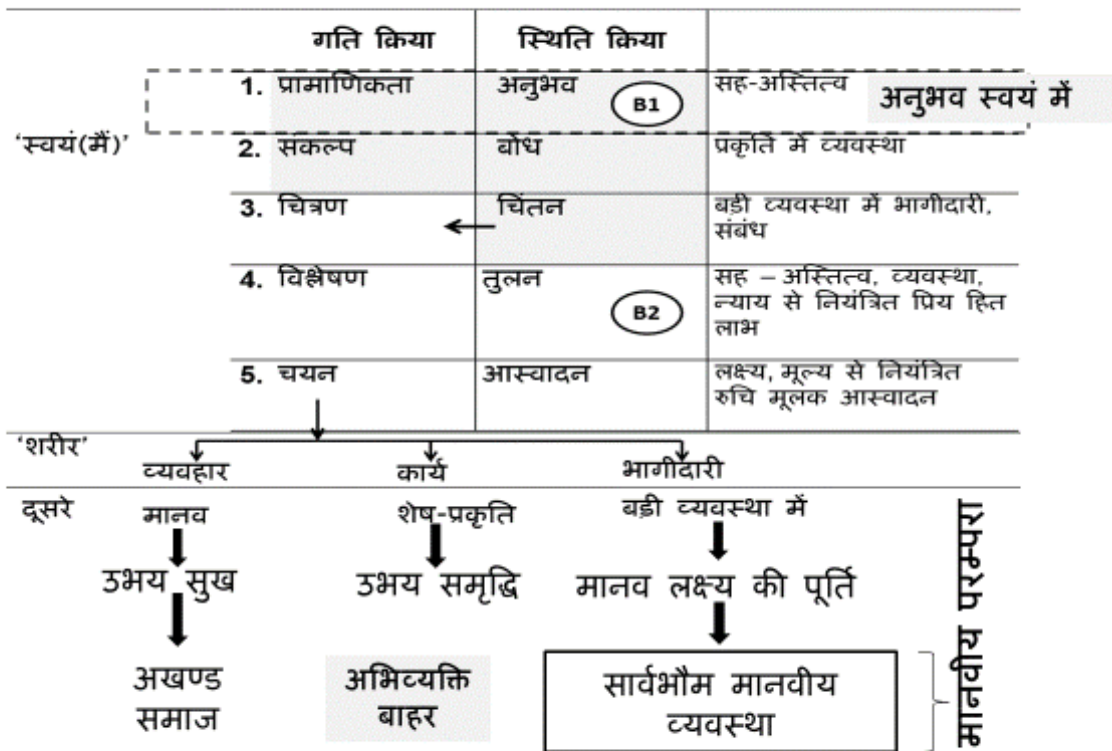 गति क्रिया स्थिति क्रिया
1. प्रामाणिकता अनुभव B1 सह-अस्तित्व अनुभव स्वयं में
'स्वयं(मैं)'
2. संकल्प बोध प्रकृति में व्यवस्था
3. चित्रण चिंतन बड़ी व्यवस्था में भागीदारी,
संबंध
4. विश्लेषण तुलन B2 सह – अस्तित्व, व्यवस्था,
न्याय से नियंत्रित प्रिय हित
लाभ
5. चयन आस्वादन लक्ष्य, मूल्य से नियंत्रित
रुचि मूलक आस्वादन
'शरीर'
व्यवहार कार्य भागीदारी
दूसरे मानव शेष-प्रकृति बड़ी व्यवस्था में
उभय सुख उभय समृद्धि मानव लक्ष्य की पूर्ति
अखण्ड
समाज
अभिव्यक्ति
बाहर
सार्वभौम मानवीय
व्यवस्था
मानवीय परम्परा